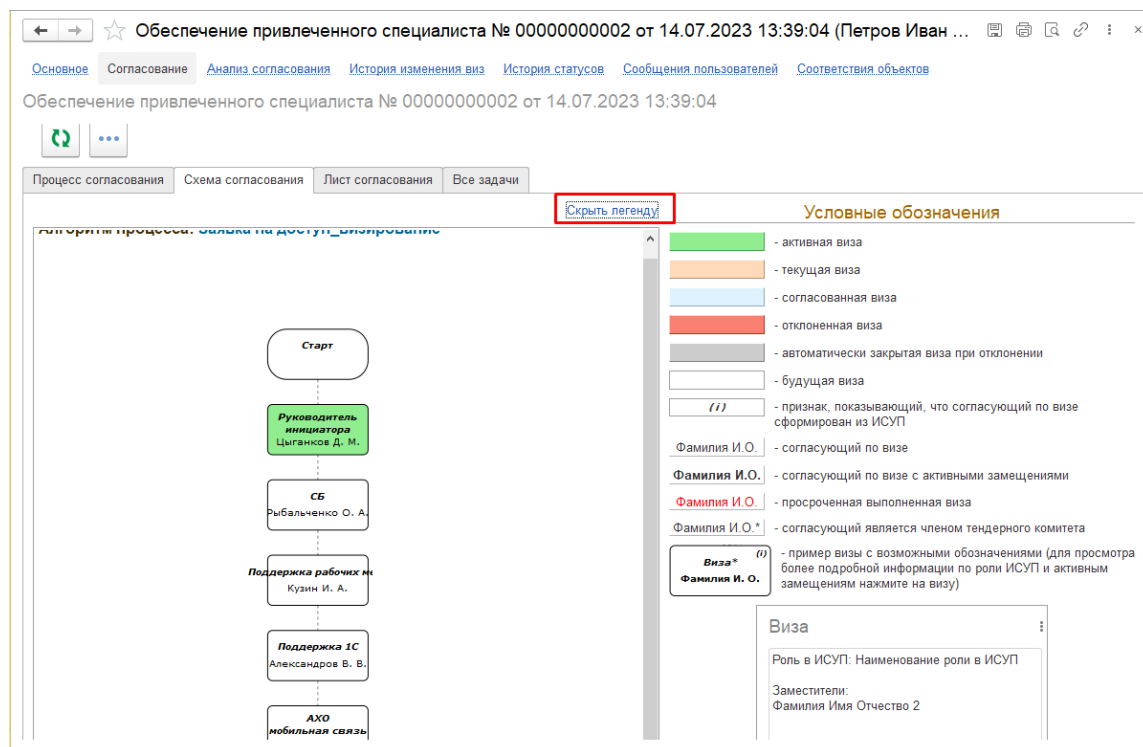 Обеспечение привлеченного специалиста № 00000000002 от 14.07.2023 13:39:04 (Петров Иван ...
Основное Согласование Анализ согласования История изменения виз История статусов Сообщения пользователей Соответствия объектов
Обеспечение привлеченного специалиста № 00000000002 от 14.07.2023 13:39:04
Процесс согласования Схема согласования Лист согласования Все задачи
Скрыть легенду
Алгоритм процесса: Заявка на доступ_визирование
Старт
Руководитель
инициатора
Цыганков Д. М.
СБ
Рыбальченко О. А.
Поддержка рабочих ме
Кузин И. А.
Поддержка 1С
Александров В. В.
АХО
мобильная связь
Условные обозначения
- активная виза
- текущая виза
- согласованная виза
- отклоненная виза
- автоматически закрытая виза при отклонении
- будущая виза
(i) - признак, показывающий, что согласующий по визе
сформирован из ИСУП
Фамилия И.О. - согласующий по визе
Фамилия И.О. - согласующий по визе с активными замещениями
Фамилия И.О. - просроченная выполненная виза
Фамилия И.О.* - согласующий является членом тендерного комитета
(i)
Виза*
Фамилия И. О.
- пример визы с возможными обозначениями (для просмотра
более подробной информации по роли ИСУП и активным
замещениям нажмите на визу)
Виза
Роль в ИСУП: Наименование роли в ИСУП
Заместители:
Фамилия Имя Отчество 2